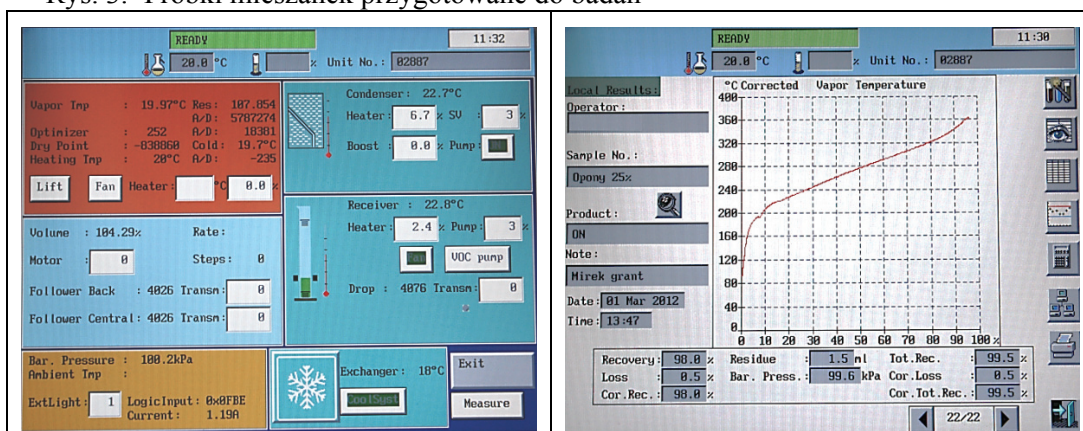 Rys. 3. Próbki mieszanek przygotowane do badań
READY 11:32
20.0 °C % Unit No.: 02887
Vapor Tmp : 19.97°C Res: 107.854
A/D: 5787274
Optimizer : 252 A/D: 18381
Dry Point : -838860 Cold: 19.7°C
Heating Tmp : 20°C A/D: -235
Lift Fan Heater: °C 0.0 %
Condenser: 22.7°C
Heater: 6.7 % SV : 3 %
Boost : 0.0 % Pump:
Volume : 104.29% Rate:
Motor : 0 Steps: 0
Follower Back : 4026 Transm: 0
Follower Central: 4026 Transm: 0
Receiver : 22.8°C
Heater: 2.4 % Pump: 3 %
Fan VOC pump
Drop : 4076 Transm: 0
Bar. Pressure : 100.2kPa
Ambient Tmp :
ExtLight: 1 LogicInput: 0x0FBE
Current: 1.19A
Exchanger: 18°C
CoolSyst
Exit
Measure
READY 11:30
20.0 °C % Unit No.: 02887
Local Results:
Operator:
Sample No.:
Opony 25%
Product:
ON
Note:
Mirek grant
Date: 01 Mar 2012
Time: 13:47
°C Corrected Vapor Temperature
400
360
320
280
240
200
160
120
80
40
0
0 10 20 30 40 50 60 70 80 90 100 %
Recovery: 98.0 % Residue : 1.5 ml Tot.Rec. : 99.5 %
Loss : 0.5 % Bar. Press.: 99.6 kPa Cor.Loss : 0.5 %
Cor.Rec.: 98.0 % Cor.Tot.Rec.: 99.5 %
22/22